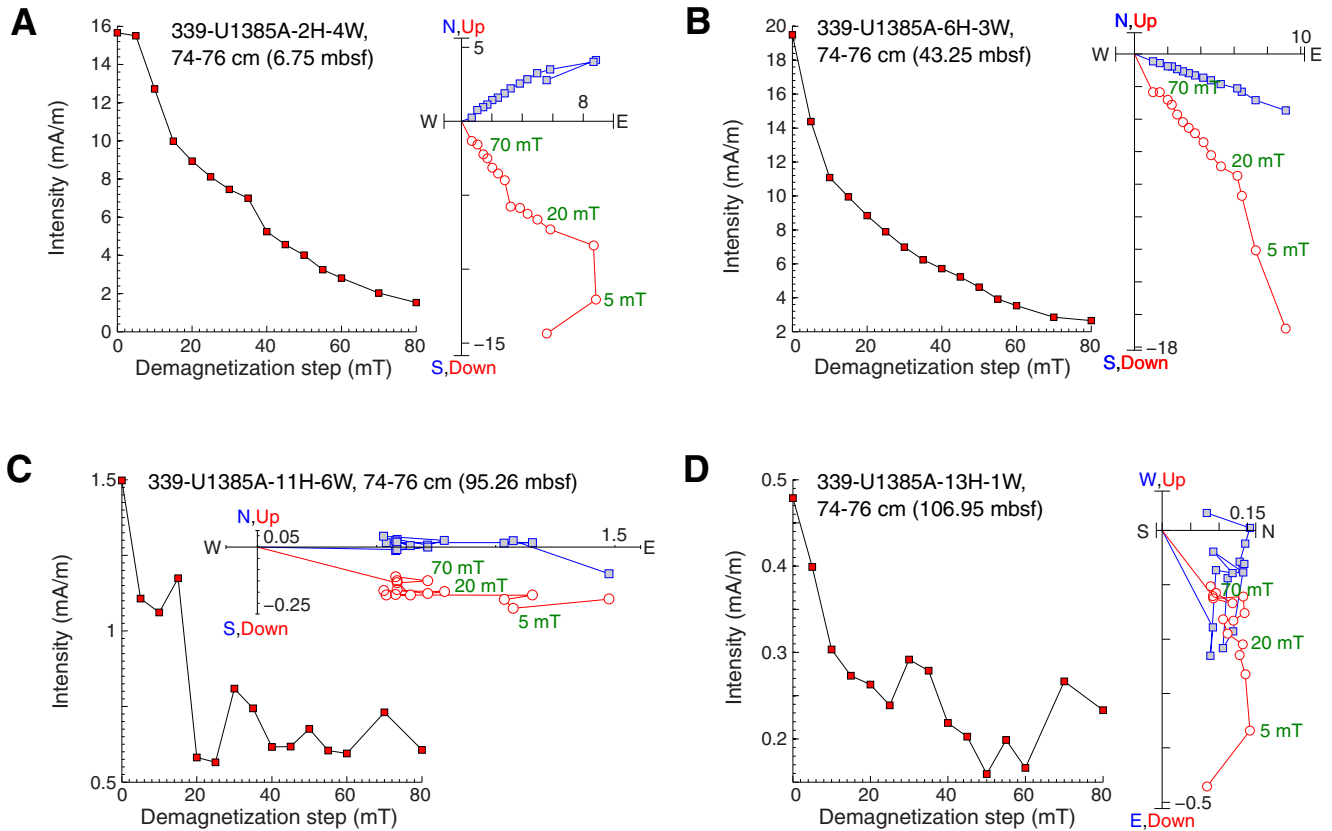 A
339-U1385A-2H-4W,
74-76 cm (6.75 mbsf)
16
14
12
10
8
6
4
2
0
Intensity (mA/m)
0 20 40 60 80
Demagnetization step (mT)
N,Up
5
8
W E
70 mT
20 mT
5 mT
−15
S,Down
B
339-U1385A-6H-3W,
74-76 cm (43.25 mbsf)
20
18
16
14
12
10
8
6
4
2
Intensity (mA/m)
0 20 40 60 80
Demagnetization step (mT)
N,Up
W E
10
70 mT
20 mT
5 mT
−18
S,Down
C
339-U1385A-11H-6W, 74-76 cm (95.26 mbsf)
1.5
1
0.5
Intensity (mA/m)
0 20 40 60 80
Demagnetization step (mT)
N,Up
0.05
1.5
W E
70 mT
20 mT
−0.25
5 mT
S,Down
D
339-U1385A-13H-1W,
74-76 cm (106.95 mbsf)
0.5
0.4
0.3
0.2
Intensity (mA/m)
0 20 40 60 80
Demagnetization step (mT)
W,Up
0.15
S N
70 mT
20 mT
5 mT
−0.5
E,Down